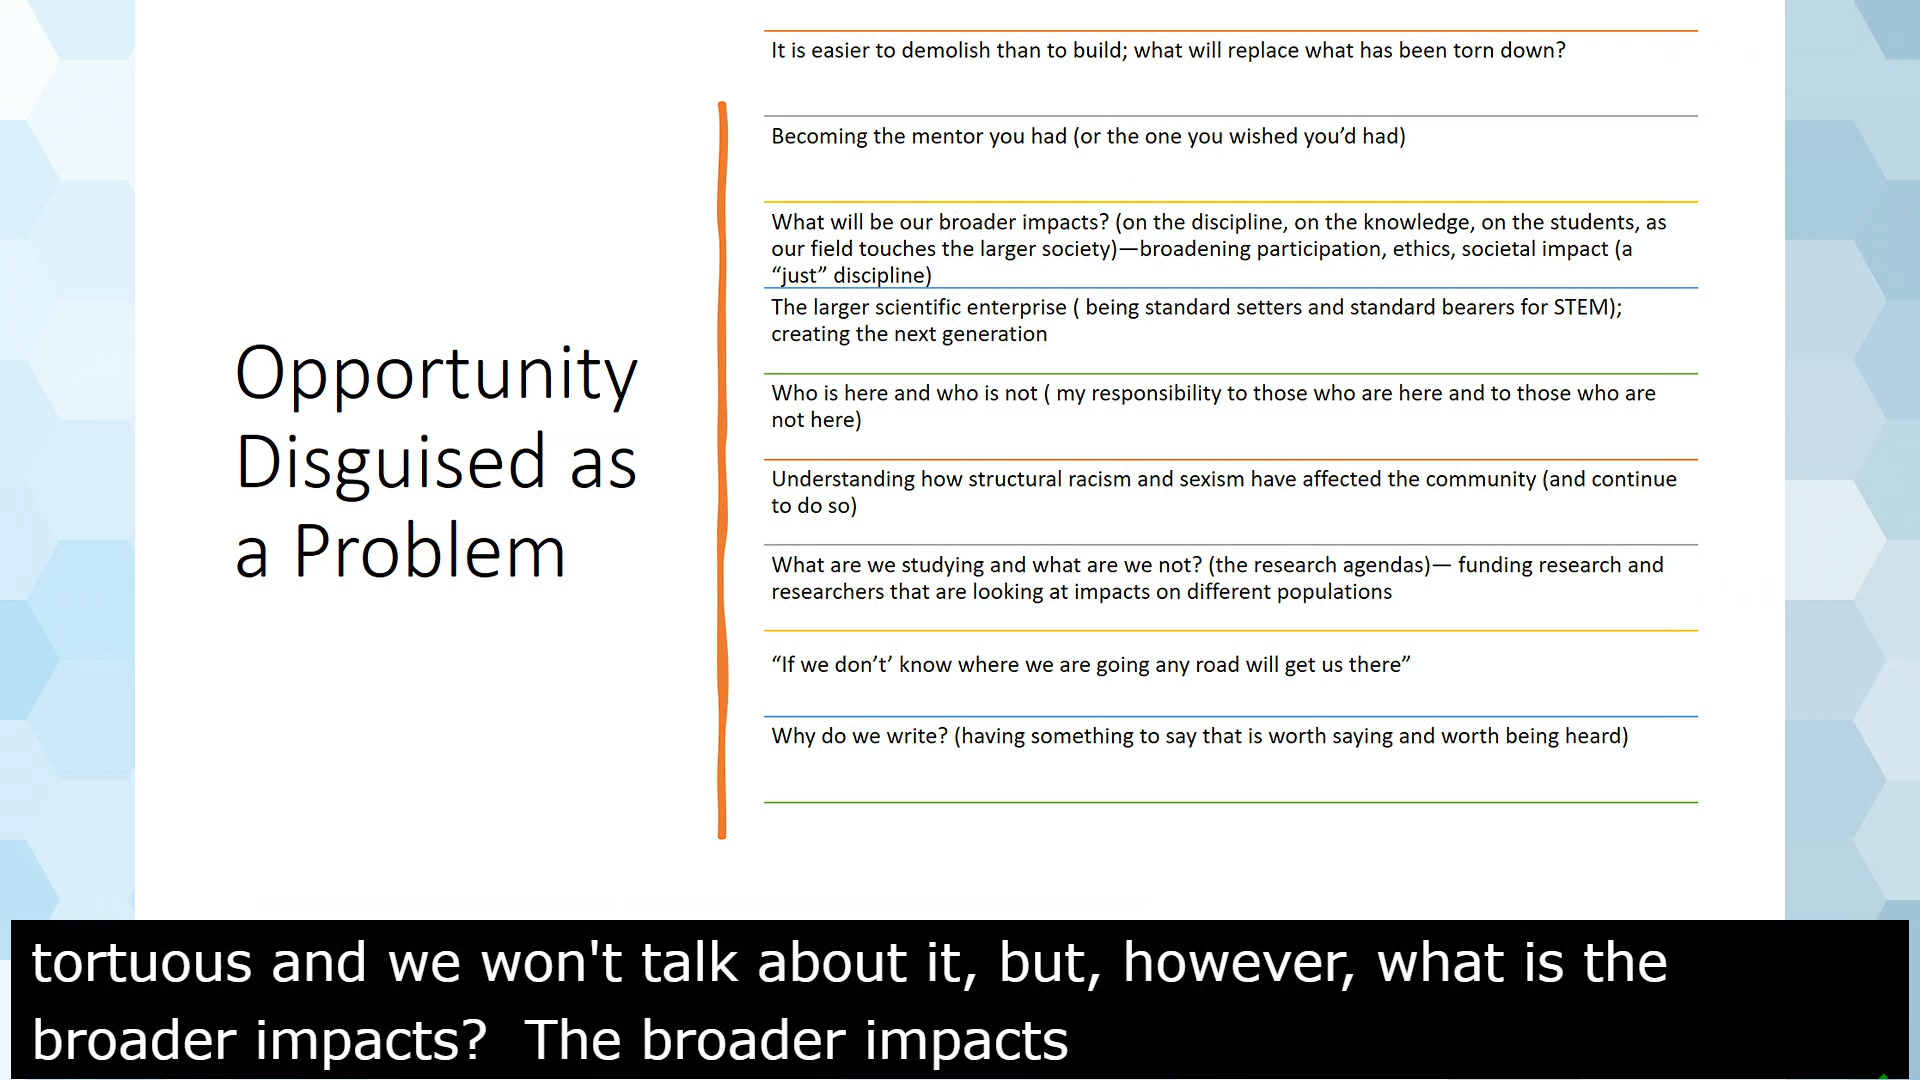 Opportunity
Disguised as
a Problem
It is easier to demolish than to build; what will replace what has been torn down?
Becoming the mentor you had (or the one you wished you’d had)
What will be our broader impacts? (on the discipline, on the knowledge, on the students, as
our field touches the larger society)—broadening participation, ethics, societal impact (a
“just” discipline)
The larger scientific enterprise ( being standard setters and standard bearers for STEM);
creating the next generation
Who is here and who is not ( my responsibility to those who are here and to those who are
not here)
Understanding how structural racism and sexism have affected the community (and continue
to do so)
What are we studying and what are we not? (the research agendas)— funding research and
researchers that are looking at impacts on different populations
“If we don’t’ know where we are going any road will get us there”
Why do we write? (having something to say that is worth saying and worth being heard)
tortuous and we won't talk about it, but, however, what is the
broader impacts?  The broader impacts